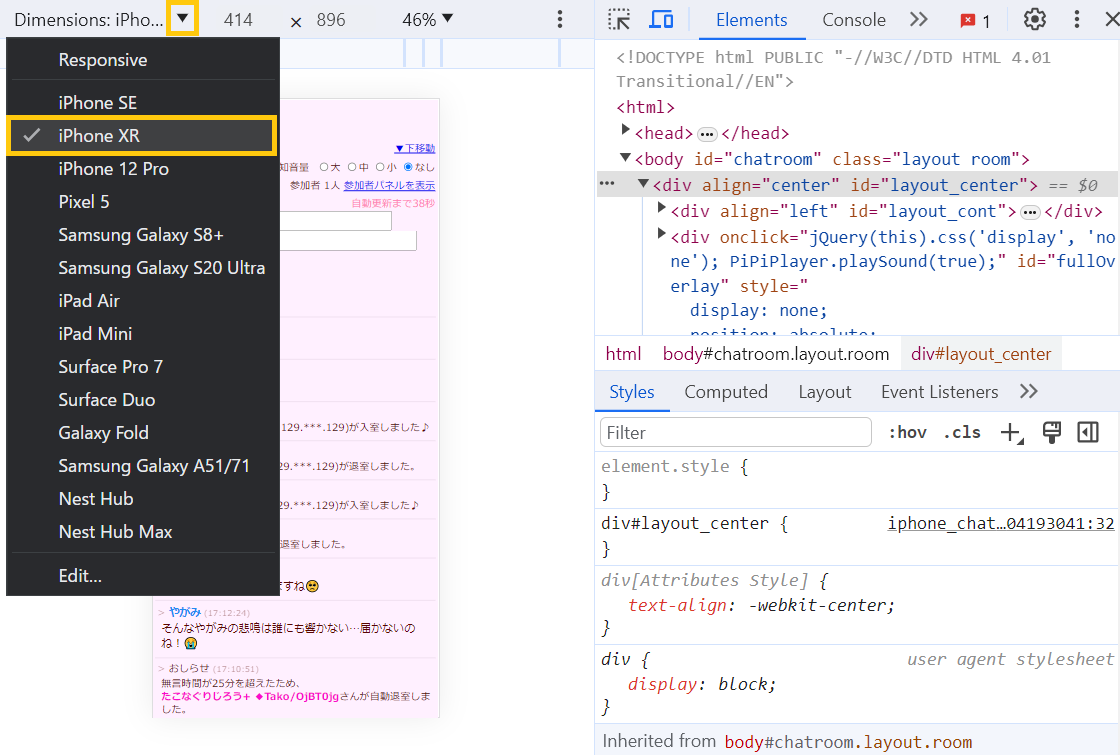 Dimensions: iPho... ▼ 414 × 896 46% ▼
Responsive
iPhone SE
iPhone XR
iPhone 12 Pro
Pixel 5
Samsung Galaxy S8+
Samsung Galaxy S20 Ultra
iPad Air
iPad Mini
Surface Pro 7
Surface Duo
Galaxy Fold
Samsung Galaxy A51/71
Nest Hub
Nest Hub Max
Edit...
▼下移動
知音量 ○大 ○中 ○小 ◉なし
参加者 1人 参加者パネルを表示
自動更新まで38秒
129.***.129)が入室しました♪
29.***.129)が退室しました。
29.***.129)が入室しました♪
退室しました。
ますね🥺
> やがみ (17:12:24)
そんなやがみの悲鳴は誰にも響かない…届かないの
ね！😭
> おしらせ (17:10:51)
無言時間が25分を超えたため、
たこなぐりじろう+ ◆Tako/OjBT0jgさんが自動退室しま
した。
Elements Console 1
<!DOCTYPE html PUBLIC "-//W3C//DTD HTML 4.01
Transitional//EN">
<html>
▶<head> ••• </head>
▼<body id="chatroom" class="layout room">
••• ▼<div align="center" id="layout_center"> == $0
▶<div align="left" id="layout_cont"> ••• </div>
▶<div onclick="jQuery(this).css('display', 'no
ne'); PiPiPlayer.playSound(true);" id="fullOv
erlay" style="
display: none;
position: absolute;
html body#chatroom.layout.room div#layout_center
Styles Computed Layout Event Listeners
Filter :hov .cls
element.style {
}
div#layout_center { iphone_chat…04193041:32
}
div[Attributes Style] {
text-align: -webkit-center;
}
div { user agent stylesheet
display: block;
}
Inherited from body#chatroom.layout.room